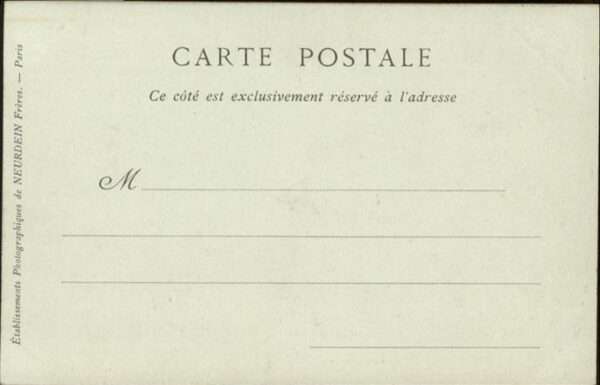 CARTE POSTALE
Ce côté est exclusivement réservé à l'adresse
M
Établissements Photographiques de NEURDEIN Frères. — Paris